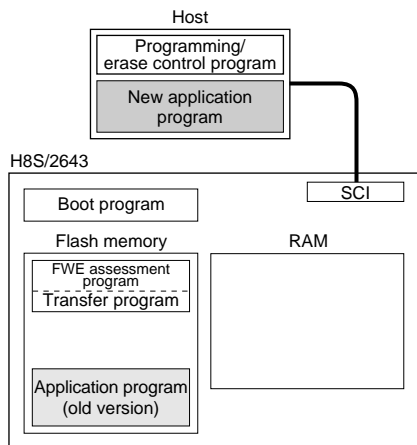 Host
Programming/
erase control program
New application
program
H8S/2643
SCI
Boot program
Flash memory
RAM
FWE assessment
program
Transfer program
Application program
(old version)